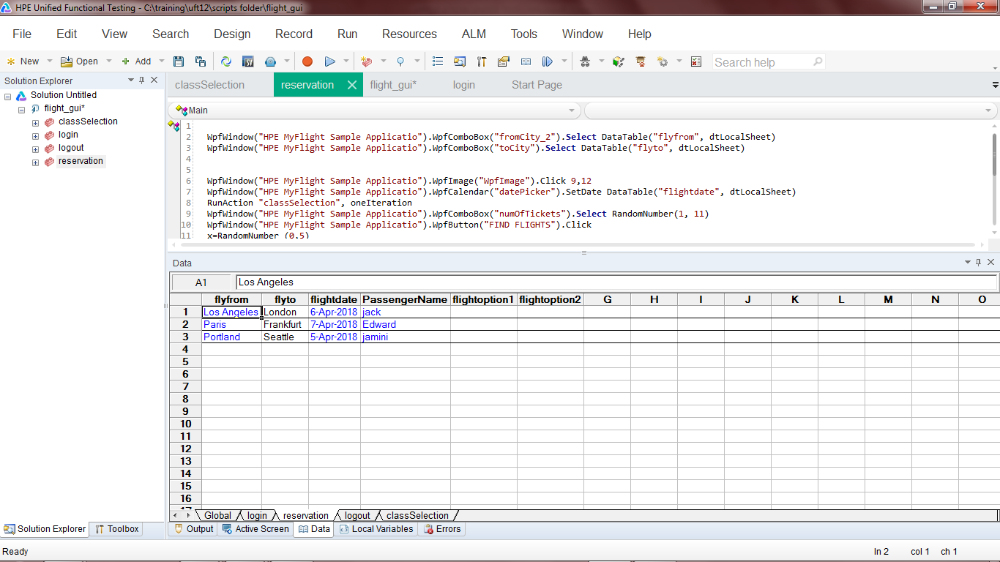 HPE Unified Functional Testing - C:\training\uft12\scripts folder\flight_gui
File Edit View Search Design Record Run Resources ALM Tools Window Help
New Open Add Search help
Solution Explorer
Solution Untitled
flight_gui*
classSelection
login
logout
reservation
classSelection reservation flight_gui* login Start Page
Main
1
2 WpfWindow("HPE MyFlight Sample Applicatio").WpfComboBox("fromCity_2").Select DataTable("flyfrom", dtLocalSheet)
3 WpfWindow("HPE MyFlight Sample Applicatio").WpfComboBox("toCity").Select DataTable("flyto", dtLocalSheet)
4
5
6 WpfWindow("HPE MyFlight Sample Applicatio").WpfImage("WpfImage").Click 9,12
7 WpfWindow("HPE MyFlight Sample Applicatio").WpfCalendar("datePicker").SetDate DataTable("flightdate", dtLocalSheet)
8 RunAction "classSelection", oneIteration
9 WpfWindow("HPE MyFlight Sample Applicatio").WpfComboBox("numOfTickets").Select RandomNumber(1, 11)
10 WpfWindow("HPE MyFlight Sample Applicatio").WpfButton("FIND FLIGHTS").Click
11 x=RandomNumber (0.5)
Data
A1 Los Angeles
flyfrom flyto flightdate PassengerName flightoption1 flightoption2 G H I J K L M N O
1 Los Angeles London 6-Apr-2018 jack
2 Paris Frankfurt 7-Apr-2018 Edward
3 Portland Seattle 5-Apr-2018 jamini
4
5
6
7
8
9
10
11
12
13
14
15
16
17
Global login reservation logout classSelection
Solution Explorer Toolbox Output Active Screen Data Local Variables Errors
Ready ln 2 col 1 ch 1